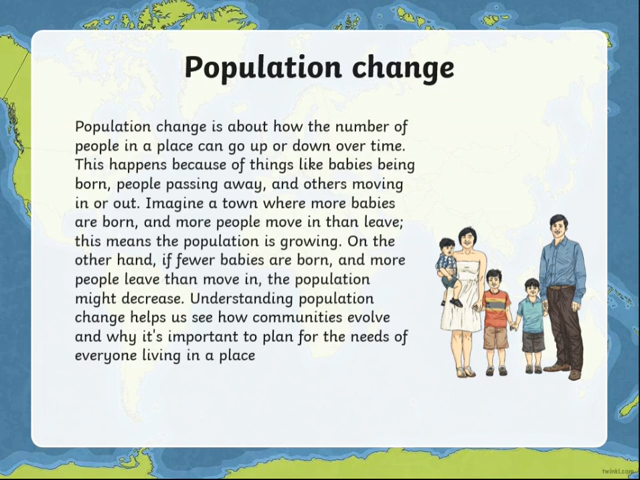 Population change
Population change is about how the number of
people in a place can go up or down over time.
This happens because of things like babies being
born, people passing away, and others moving
in or out. Imagine a town where more babies
are born, and more people move in than leave;
this means the population is growing. On the
other hand, if fewer babies are born, and more
people leave than move in, the population
might decrease. Understanding population
change helps us see how communities evolve
and why it's important to plan for the needs of
everyone living in a place
twinkl.com